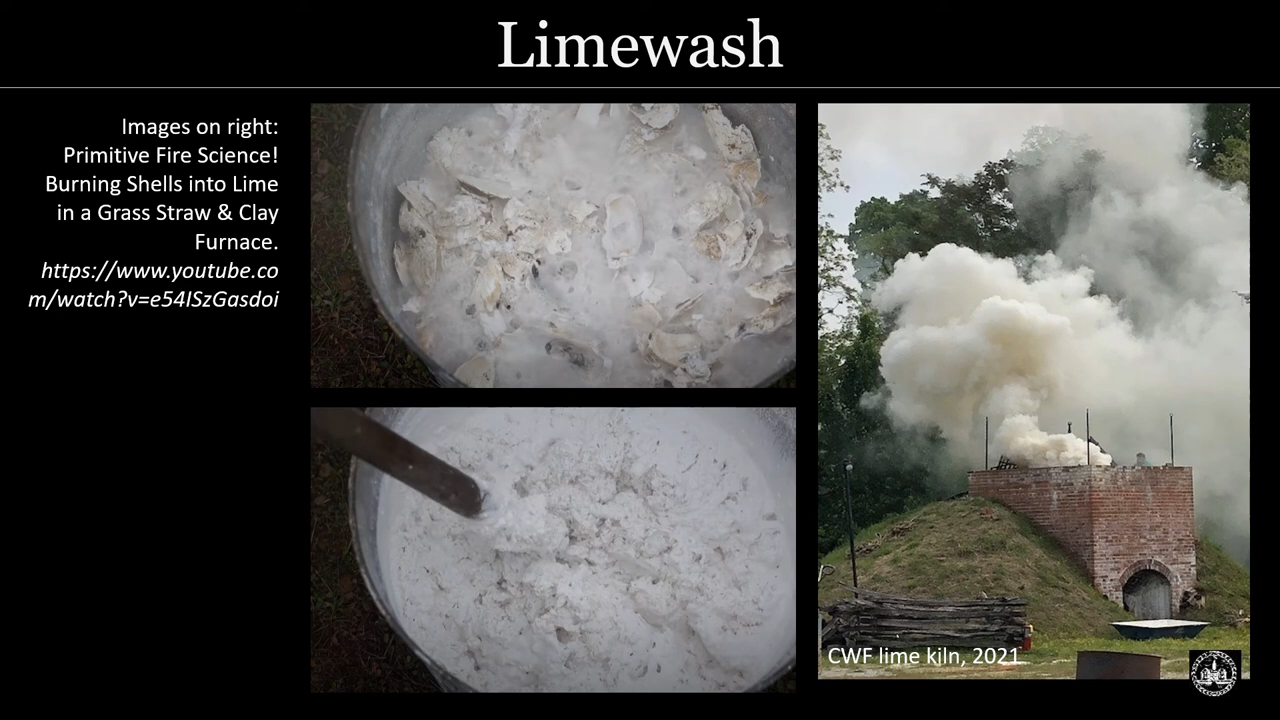 Limewash
Images on right:
Primitive Fire Science!
Burning Shells into Lime
in a Grass Straw & Clay
Furnace.
https://www.youtube.co
m/watch?v=e54ISzGasdoi
CWF lime kiln, 2021